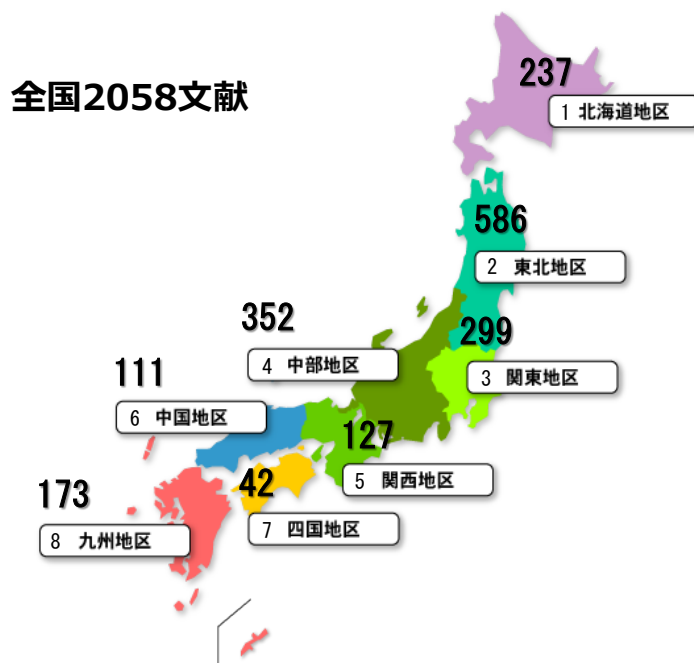 全国2058文献
237
1 北海道地区
586
2 東北地区
299
3 関東地区
352
4 中部地区
127
5 関西地区
111
6 中国地区
42
7 四国地区
173
8 九州地区